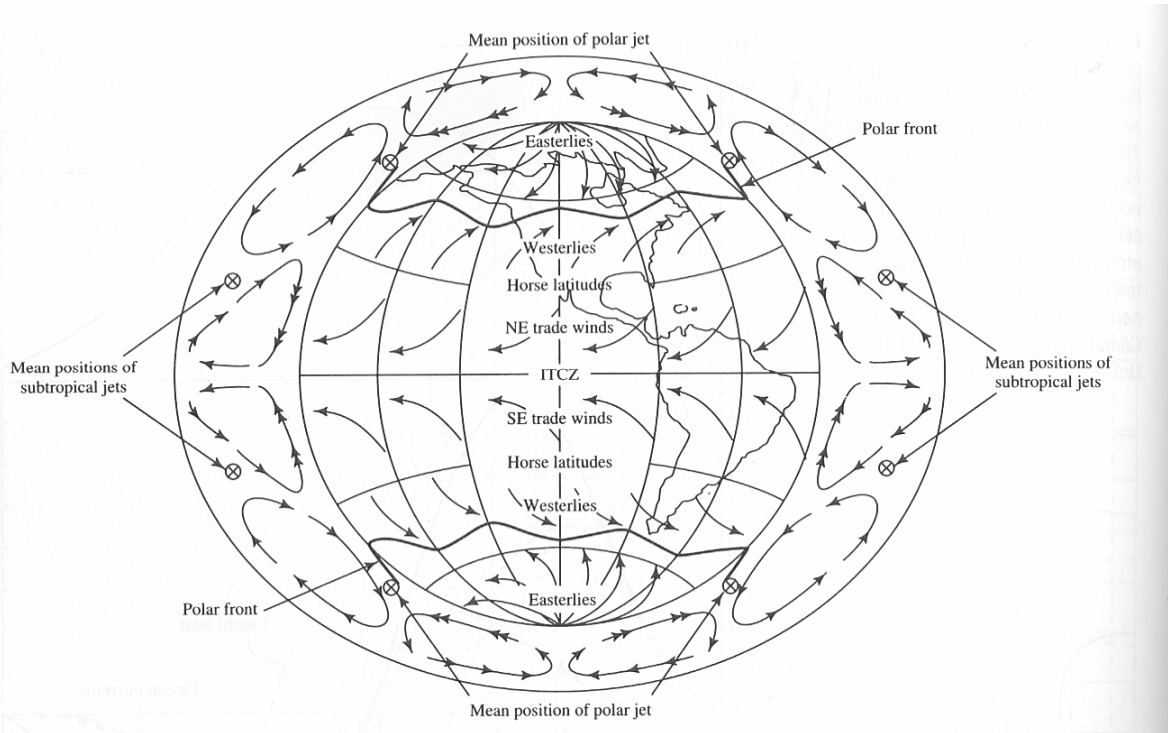 Mean position of polar jet
Polar front
Easterlies
Westerlies
Horse latitudes
NE trade winds
Mean positions of
subtropical jets
ITCZ
Mean positions of
subtropical jets
SE trade winds
Horse latitudes
Westerlies
Easterlies
Polar front
Mean position of polar jet